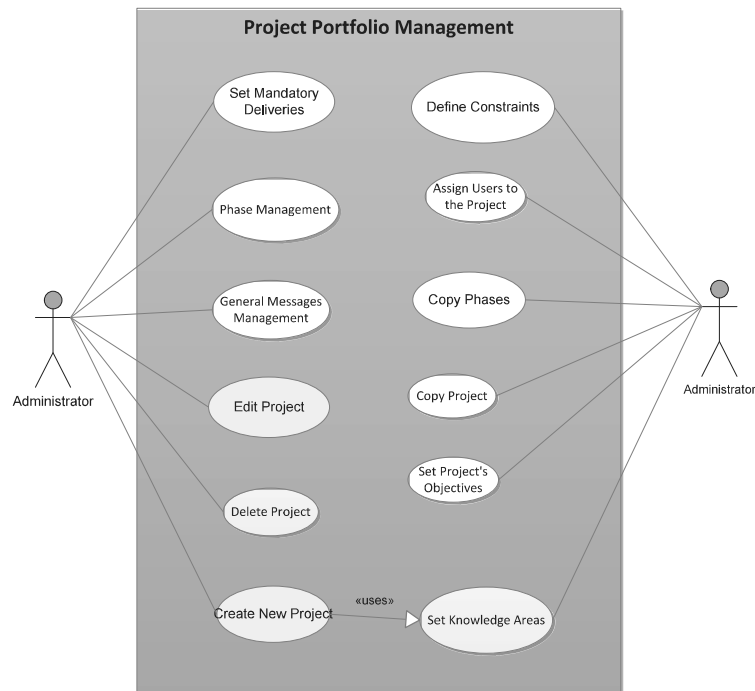 Project Portfolio Management
Set Mandatory
Deliveries
Define Constraints
Assign Users to
the Project
Phase Management
General Messages
Management
Copy Phases
Administrator
Administrator
Edit Project
Copy Project
Set Project's
Objectives
Delete Project
«uses»
Create New Project
Set Knowledge Areas